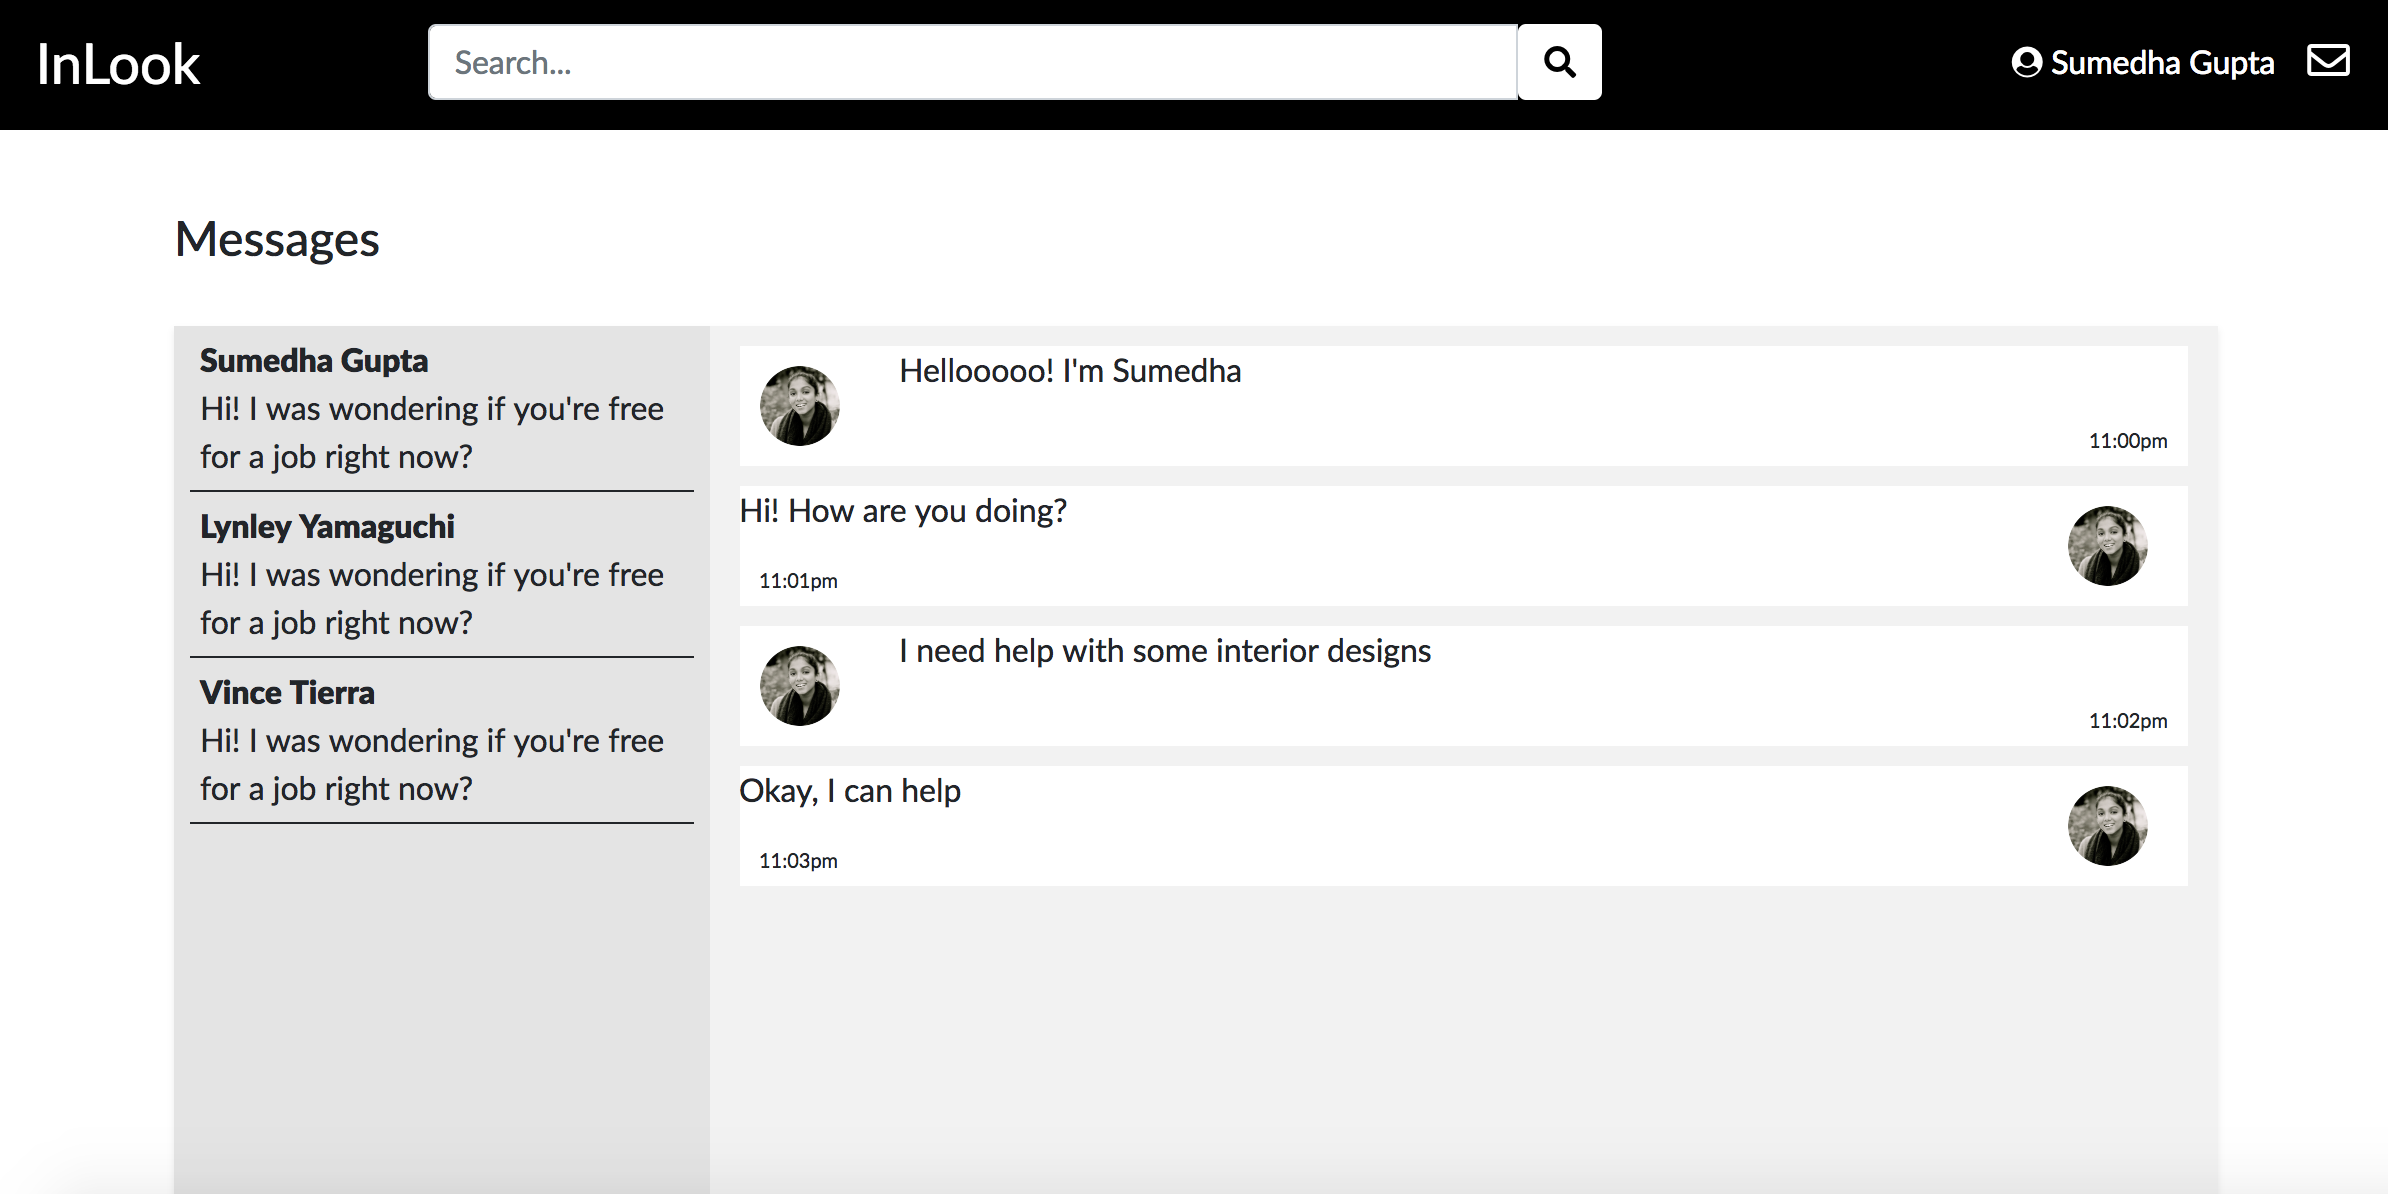 InLook
Search...
Sumedha Gupta
Messages
Sumedha Gupta
Hi! I was wondering if you're free
for a job right now?
Lynley Yamaguchi
Hi! I was wondering if you're free
for a job right now?
Vince Tierra
Hi! I was wondering if you're free
for a job right now?
Hellooooo! I'm Sumedha
11:00pm
Hi! How are you doing?
11:01pm
I need help with some interior designs
11:02pm
Okay, I can help
11:03pm